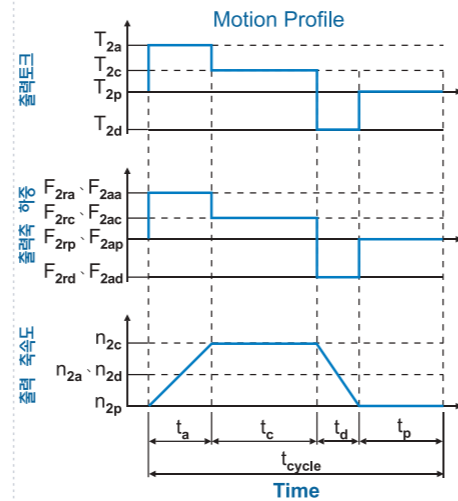 Motion Profile
출력토크
T2a
T2c
T2p
T2d
출력축 하중
F2ra、F2aa
F2rc、F2ac
F2rp、F2ap
F2rd、F2ad
출력 축속도
n2c
n2a、n2d
n2p
ta tc td tp
tcycle
Time